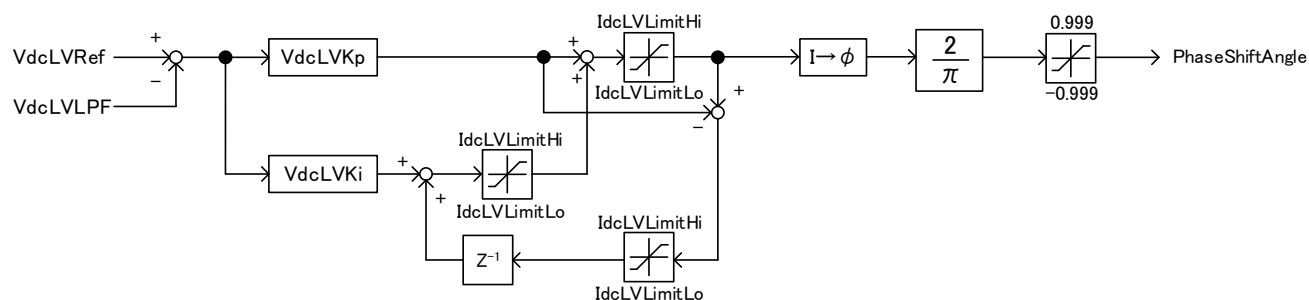 IdcLVLimitHi
0.999
+
VdcLVRef
VdcLVKp
+
I→ϕ
2
π
PhaseShiftAngle
−
+
IdcLVLimitLo
+
−0.999
VdcLVLPF
−
IdcLVLimitHi
VdcLVKi
+
+
IdcLVLimitLo
IdcLVLimitHi
Z⁻¹
IdcLVLimitLo